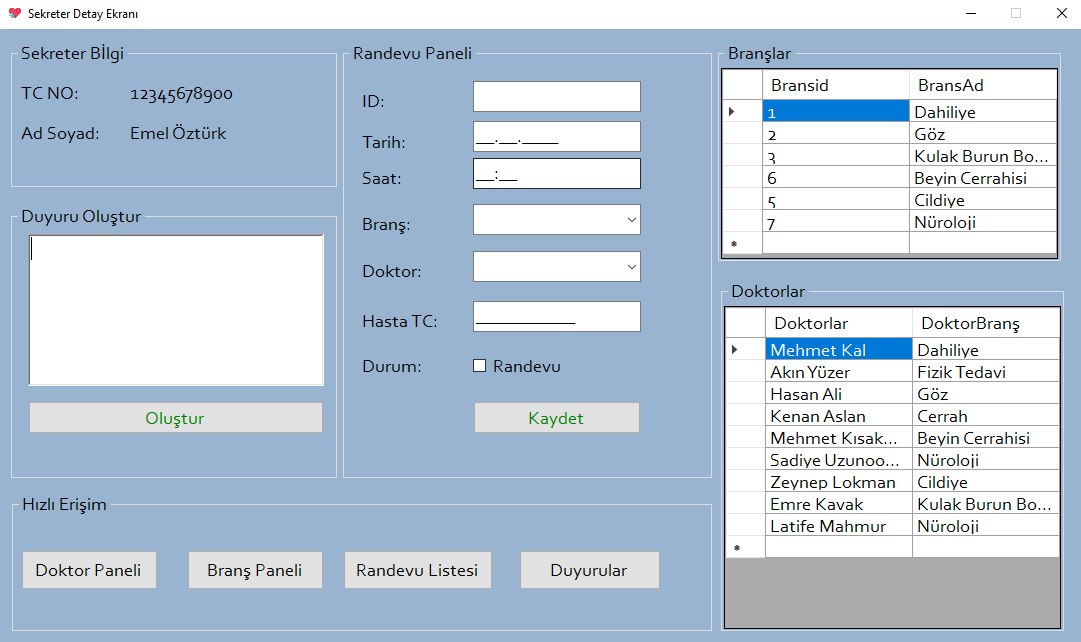 Sekreter Detay Ekranı
Sekreter Bİlgi
TC NO: 12345678900
Ad Soyad: Emel Öztürk
Duyuru Oluştur
Oluştur
Randevu Paneli
ID:
Tarih: __.__.____
Saat: __:__
Branş:
Doktor:
Hasta TC: ___________
Durum: Randevu
Kaydet
Hızlı Erişim
Doktor Paneli Branş Paneli Randevu Listesi Duyurular
Branşlar
Bransid BransAd
1 Dahiliye
2 Göz
3 Kulak Burun Bo...
6 Beyin Cerrahisi
5 Cildiye
7 Nüroloji
Doktorlar
Doktorlar DoktorBranş
Mehmet Kal Dahiliye
Akın Yüzer Fizik Tedavi
Hasan Ali Göz
Kenan Aslan Cerrah
Mehmet Kısak... Beyin Cerrahisi
Sadiye Uzunoo... Nüroloji
Zeynep Lokman Cildiye
Emre Kavak Kulak Burun Bo...
Latife Mahmur Nüroloji